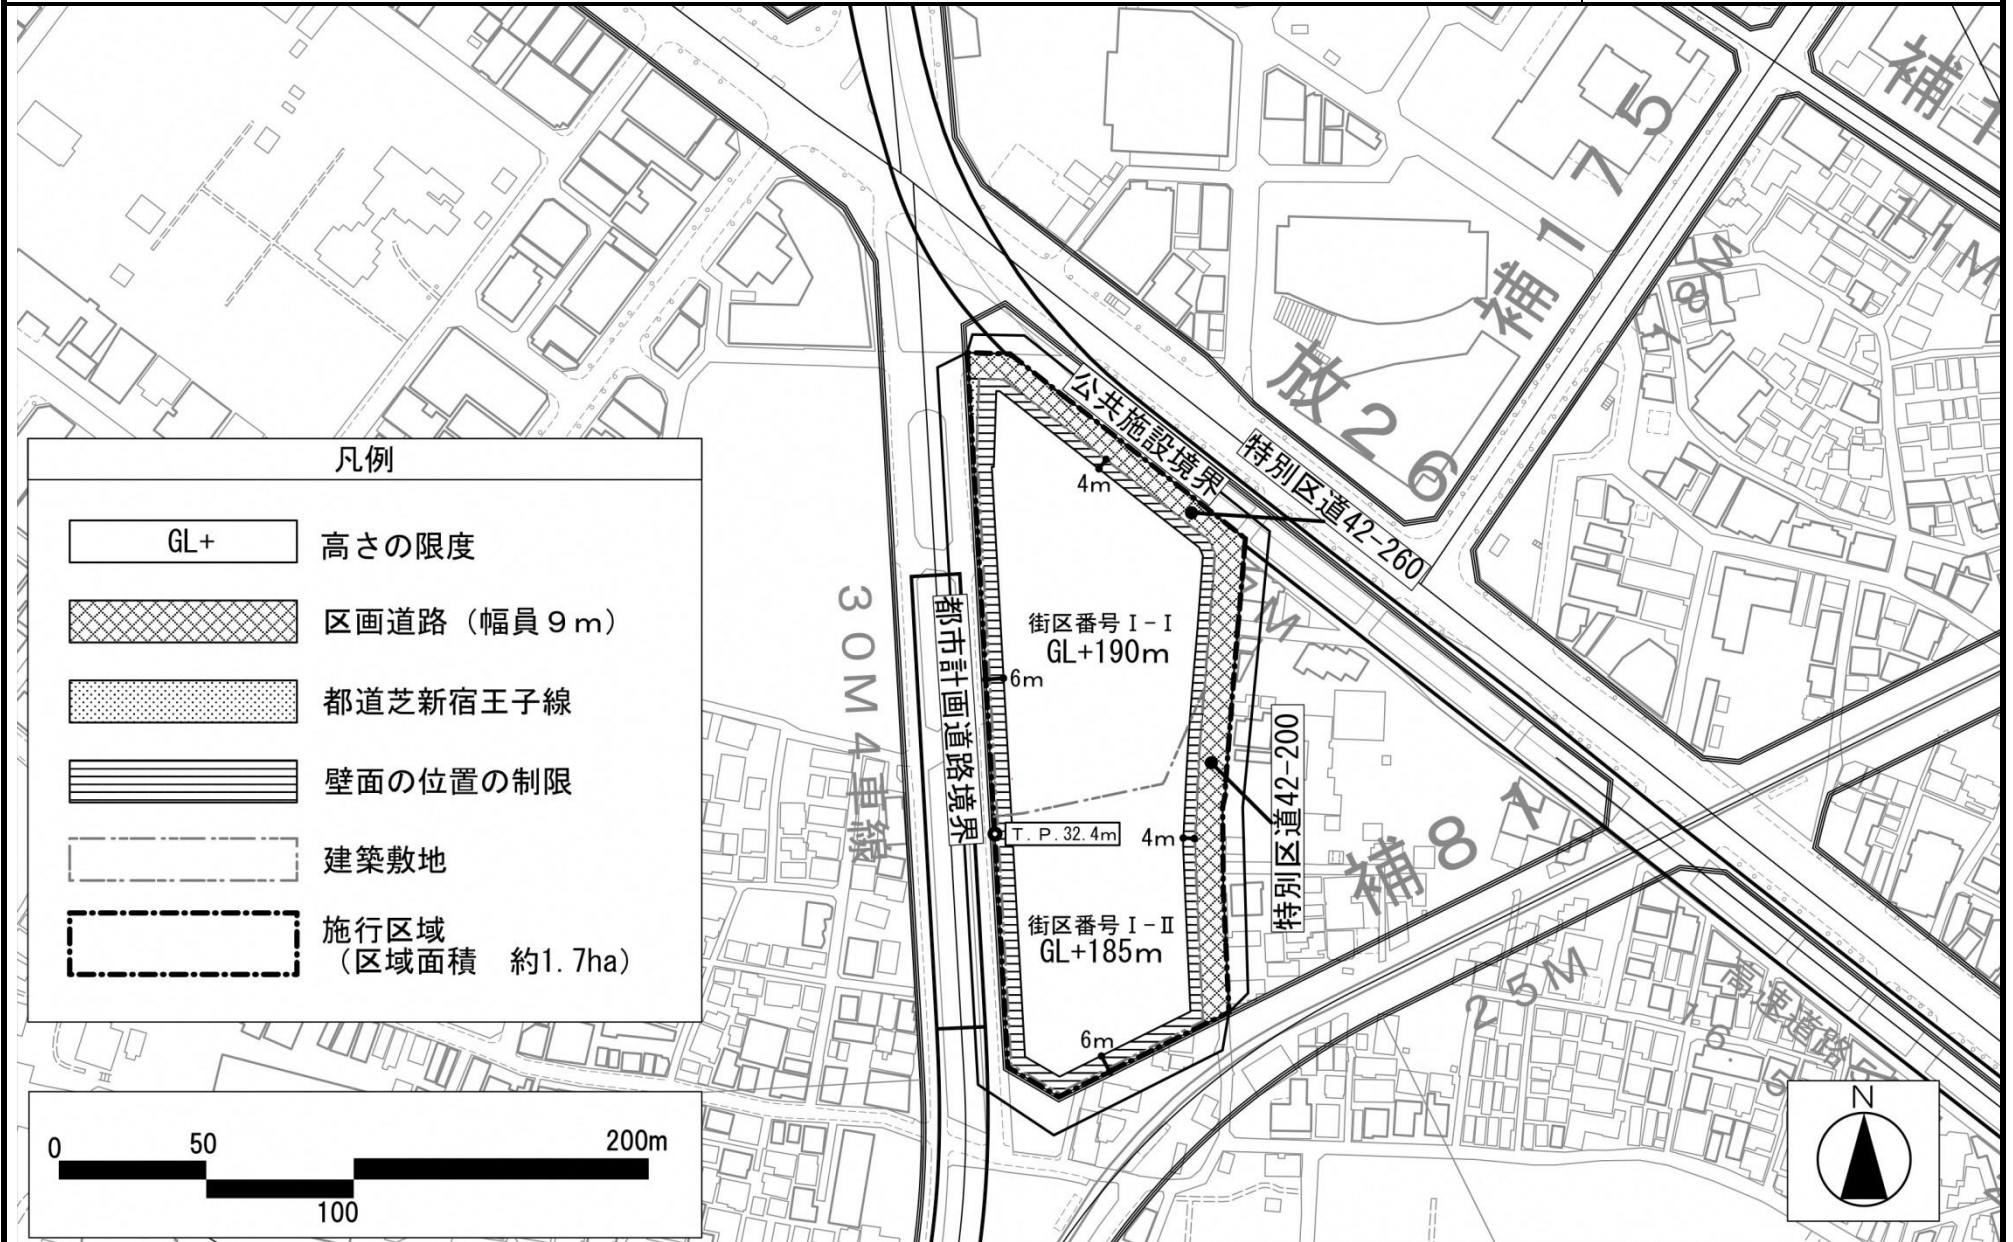 補1
補175
11M
18M
放26
公共施設境界
特別区道42-260
凡例
GL+
高さの限度
区画道路（幅員９ｍ）
都道芝新宿王子線
壁面の位置の制限
建築敷地
施行区域
（区域面積　約1.7ha）
4m
30M4車線
都市計画道路境界
街区番号Ⅰ-Ⅰ
GL+190m
6m
特別区道42-200
T.P.32.4m
4m
補87
街区番号Ⅰ-Ⅱ
GL+185m
6m
25M
高速道路5
0
50
100
200m
N